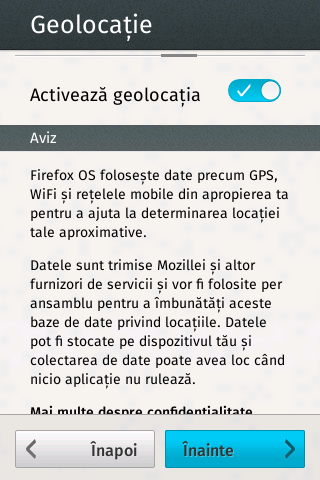 Geolocație
Activează geolocația
Aviz
Firefox OS folosește date precum GPS,
WiFi și rețelele mobile din apropierea ta
pentru a ajuta la determinarea locației
tale aproximative.
Datele sunt trimise Mozillei și altor
furnizori de servicii și vor fi folosite per
ansamblu pentru a îmbunătăți aceste
baze de date privind locațiile. Datele
pot fi stocate pe dispozitivul tău și
colectarea de date poate avea loc când
nicio aplicație nu rulează.
Mai multe despre confidențialitate
Înapoi
Înainte